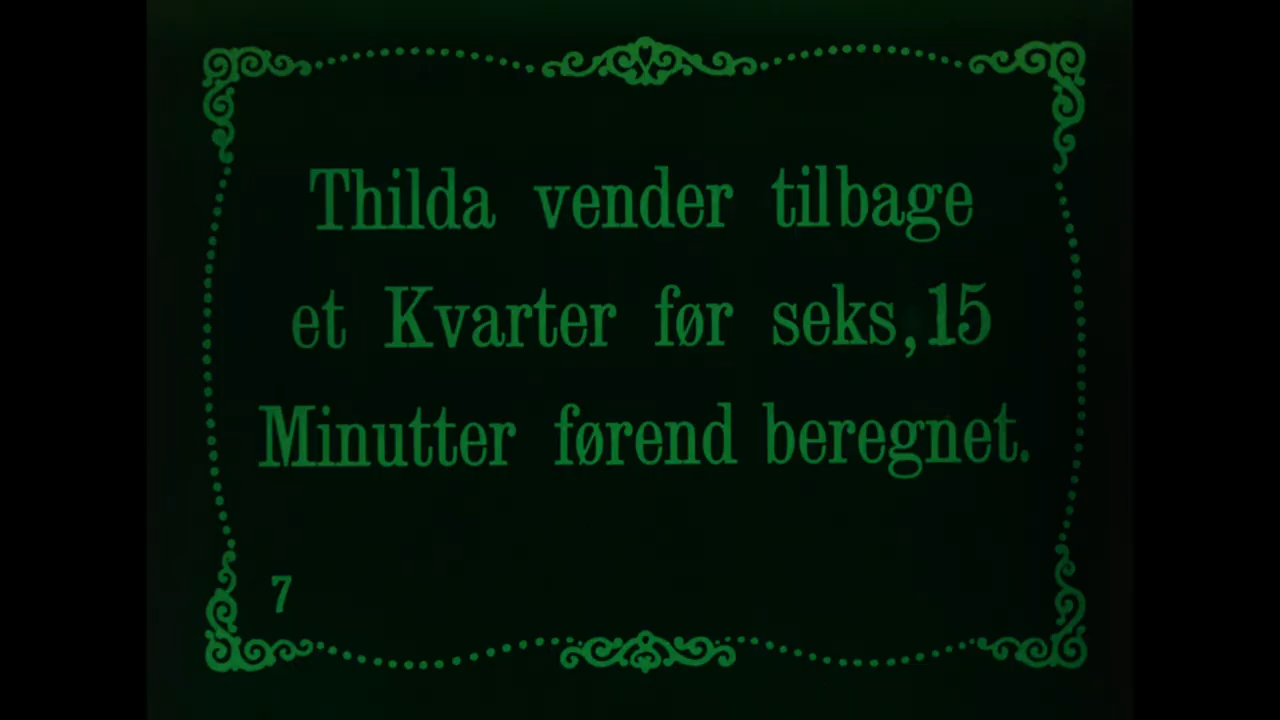 Thilda vender tilbage
et Kvarter før seks, 15
Minutter førend beregnet.
7